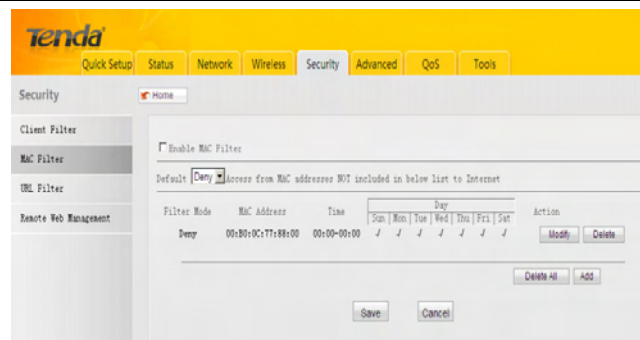 Tenda
Quick Setup Status Network Wireless Security Advanced QoS Tools
Security Home
Client Filter
MAC Filter
URL Filter
Remote Web Management
Enable MAC Filter
Default Deny Access from MAC addresses NOT included in below list to Internet
Filter Mode MAC Address Time Day Action
Sun Mon Tue Wed Thu Fri Sat
Deny 00:B0:0C:77:88:00 00:00-00:00 √ √ √ √ √ √ √ Modify Delete
Delete All Add
Save Cancel